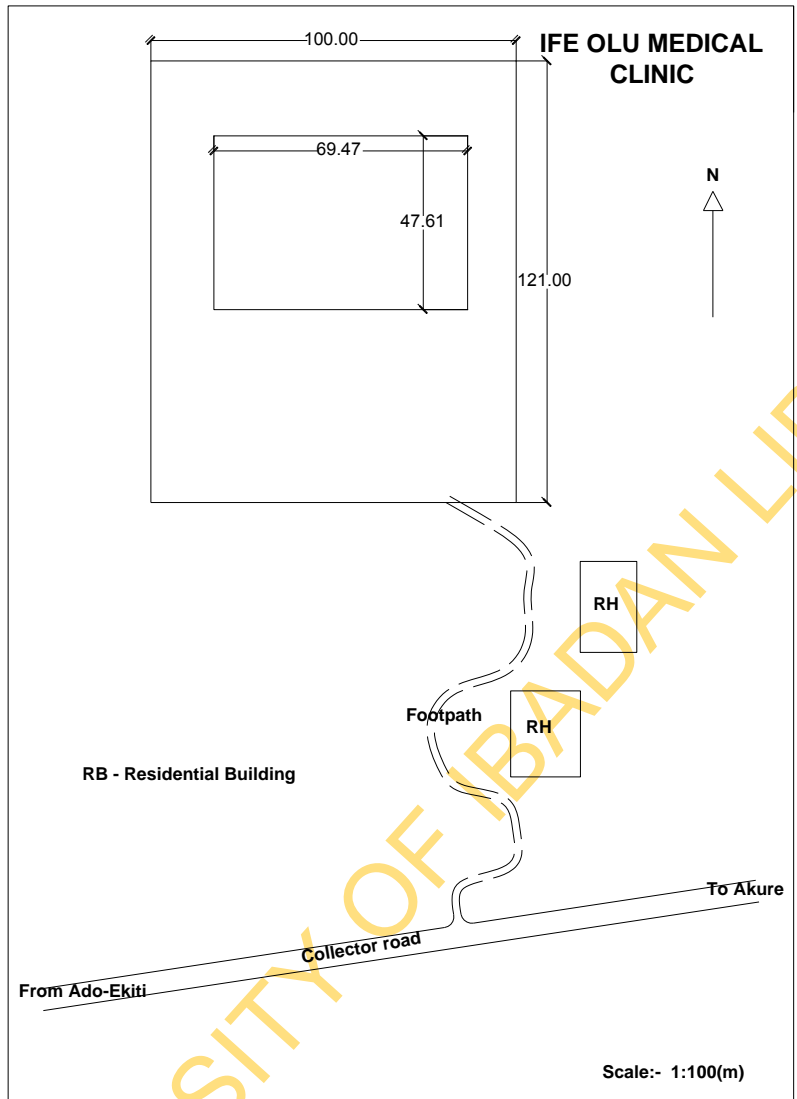 100.00
IFE OLU MEDICAL
CLINIC
69.47
N
47.61
121.00
RH
Footpath
RH
RB - Residential Building
To Akure
Collector road
From Ado-Ekiti
Scale:- 1:100(m)
SITY OF IBADAN LI